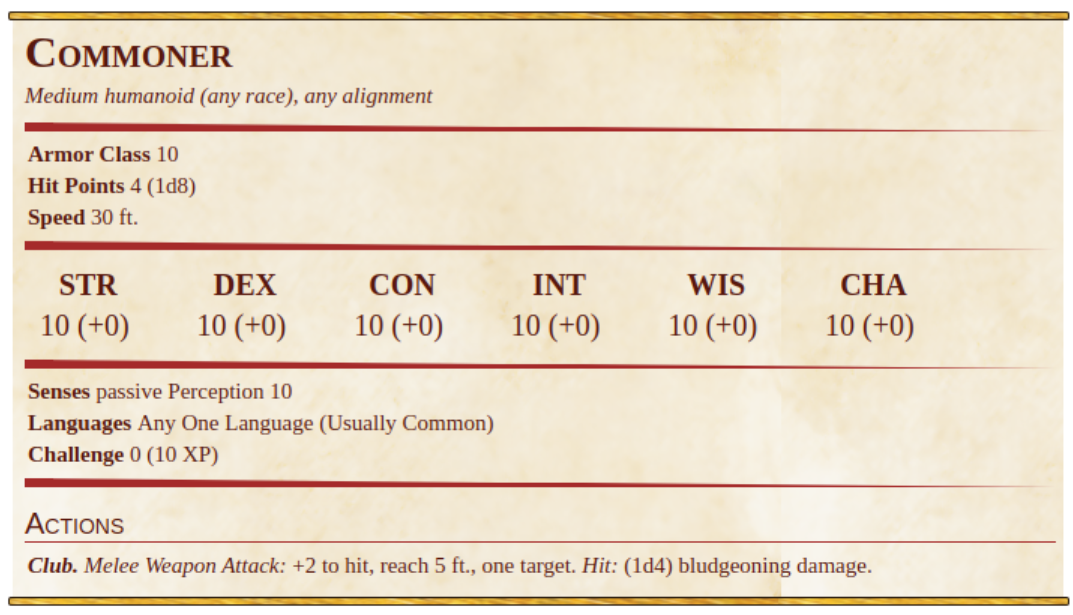 Commoner
Medium humanoid (any race), any alignment
Armor Class 10
Hit Points 4 (1d8)
Speed 30 ft.
STR DEX CON INT WIS CHA
10 (+0) 10 (+0) 10 (+0) 10 (+0) 10 (+0) 10 (+0)
Senses passive Perception 10
Languages Any One Language (Usually Common)
Challenge 0 (10 XP)
Actions
Club. Melee Weapon Attack: +2 to hit, reach 5 ft., one target. Hit: (1d4) bludgeoning damage.